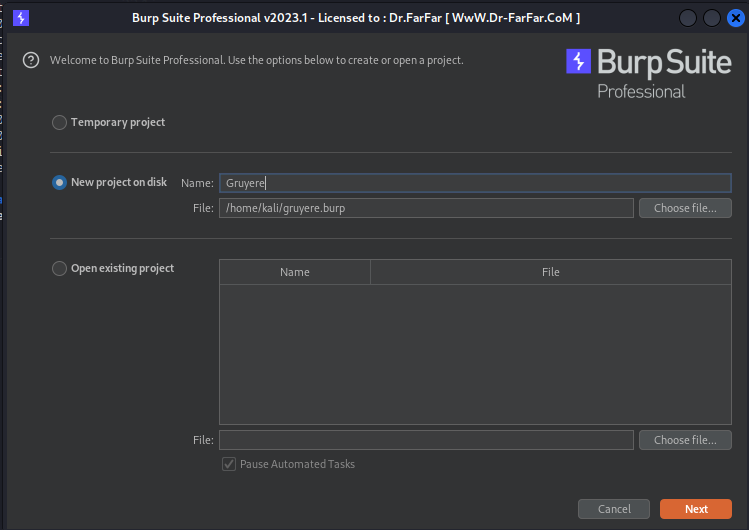 Burp Suite Professional v2023.1 - Licensed to : Dr.FarFar [ WwW.Dr-FarFar.CoM ]
Welcome to Burp Suite Professional. Use the options below to create or open a project.
Burp Suite
Professional
Temporary project
New project on disk
Name: Gruyere
File: /home/kali/gruyere.burp Choose file...
Open existing project
Name File
File: Choose file...
Pause Automated Tasks
Cancel Next